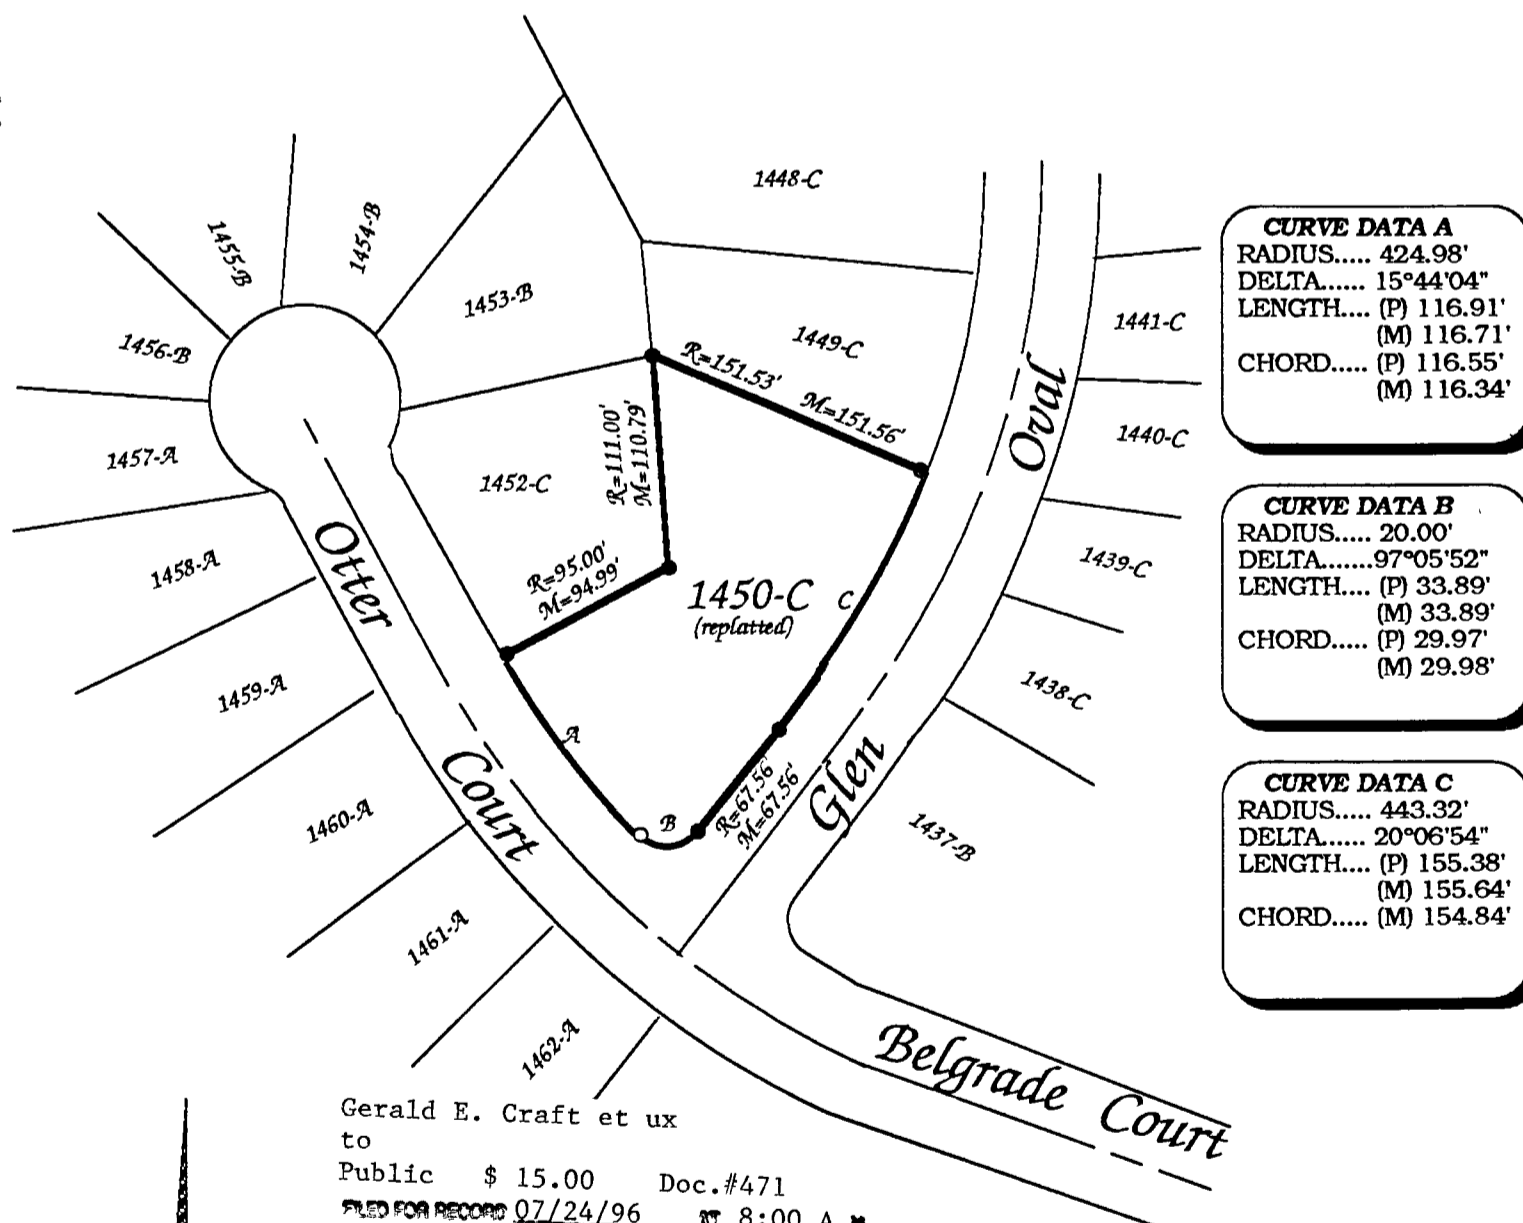 1448-C
1455-B
1454-B
1453-B
1456-B
1449-C
1441-C
R=151.53'
M=151.56'
Oval
1440-C
1457-A
R=111.00'
M=110.79'
1452-C
1458-A
Otter
1439-C
R=95.00'
M=94.99'
1450-C
(replatted)
C
1459-A
1438-C
A
Court
B
R=67.56'
M=67.56'
Glen
1460-A
1437-B
1461-A
1462-A
Belgrade Court
CURVE DATA A
RADIUS..... 424.98'
DELTA...... 15°44'04"
LENGTH.... (P) 116.91'
(M) 116.71'
CHORD..... (P) 116.55'
(M) 116.34'
CURVE DATA B
RADIUS..... 20.00'
DELTA.......97°05'52"
LENGTH.... (P) 33.89'
(M) 33.89'
CHORD..... (P) 29.97'
(M) 29.98'
CURVE DATA C
RADIUS..... 443.32'
DELTA...... 20°06'54"
LENGTH.... (P) 155.38'
(M) 155.64'
CHORD..... (M) 154.84'
Gerald E. Craft et ux
to
Public $ 15.00 Doc.#471
FILED FOR RECORD 07/24/96 AT 8:00 A M